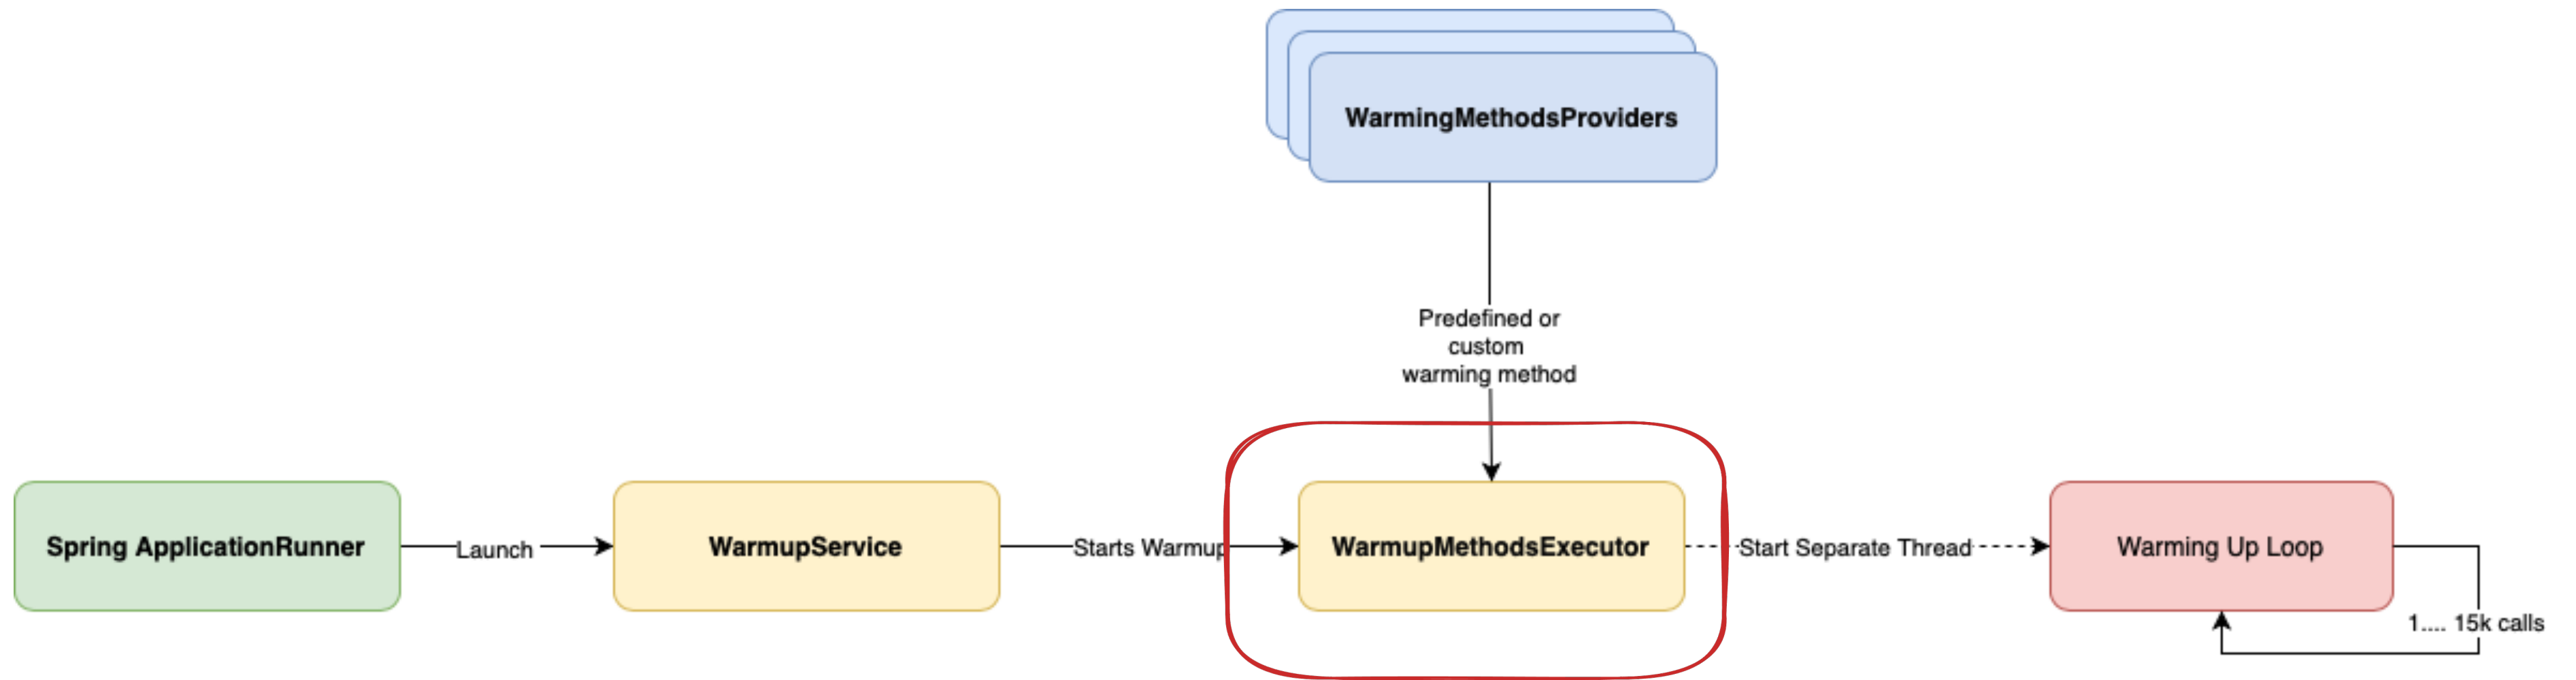 WarmingMethodsProviders
Predefined or
custom
warming method
Spring ApplicationRunner
Launch
WarmupService
Starts Warmup
WarmupMethodsExecutor
Start Separate Thread
Warming Up Loop
1.... 15k calls